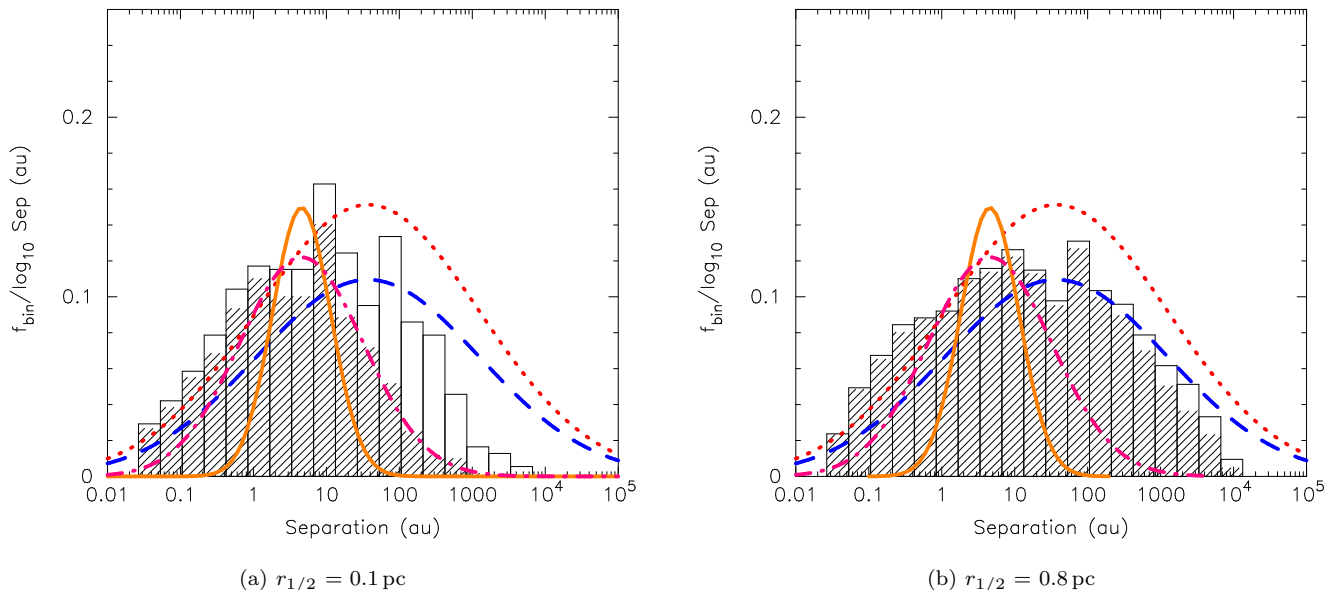 f_bin/log_10 Sep (au)
0.2
0.1
0
0.01 0.1 1 10 100 1000 10^4 10^5
Separation (au)
(a) r_1/2 = 0.1 pc
f_bin/log_10 Sep (au)
0.2
0.1
0
0.01 0.1 1 10 100 1000 10^4 10^5
Separation (au)
(b) r_1/2 = 0.8 pc